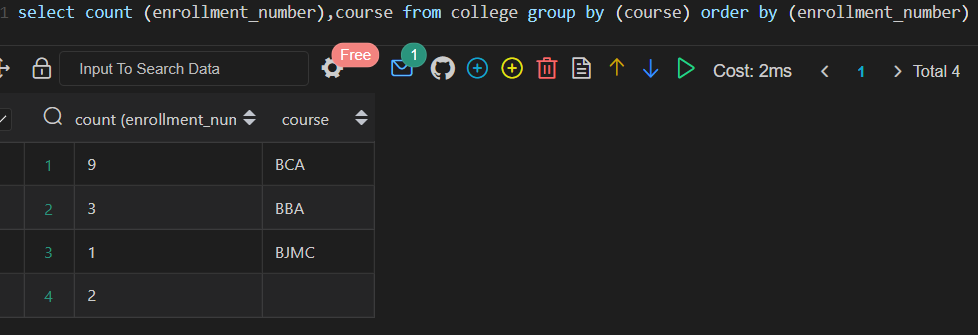 1 select count (enrollment_number),course from college group by (course) order by (enrollment_number)
Free
1
Input To Search Data
Cost: 2ms
1
Total 4
count (enrollment_nun
course
1 9 BCA
2 3 BBA
3 1 BJMC
4 2